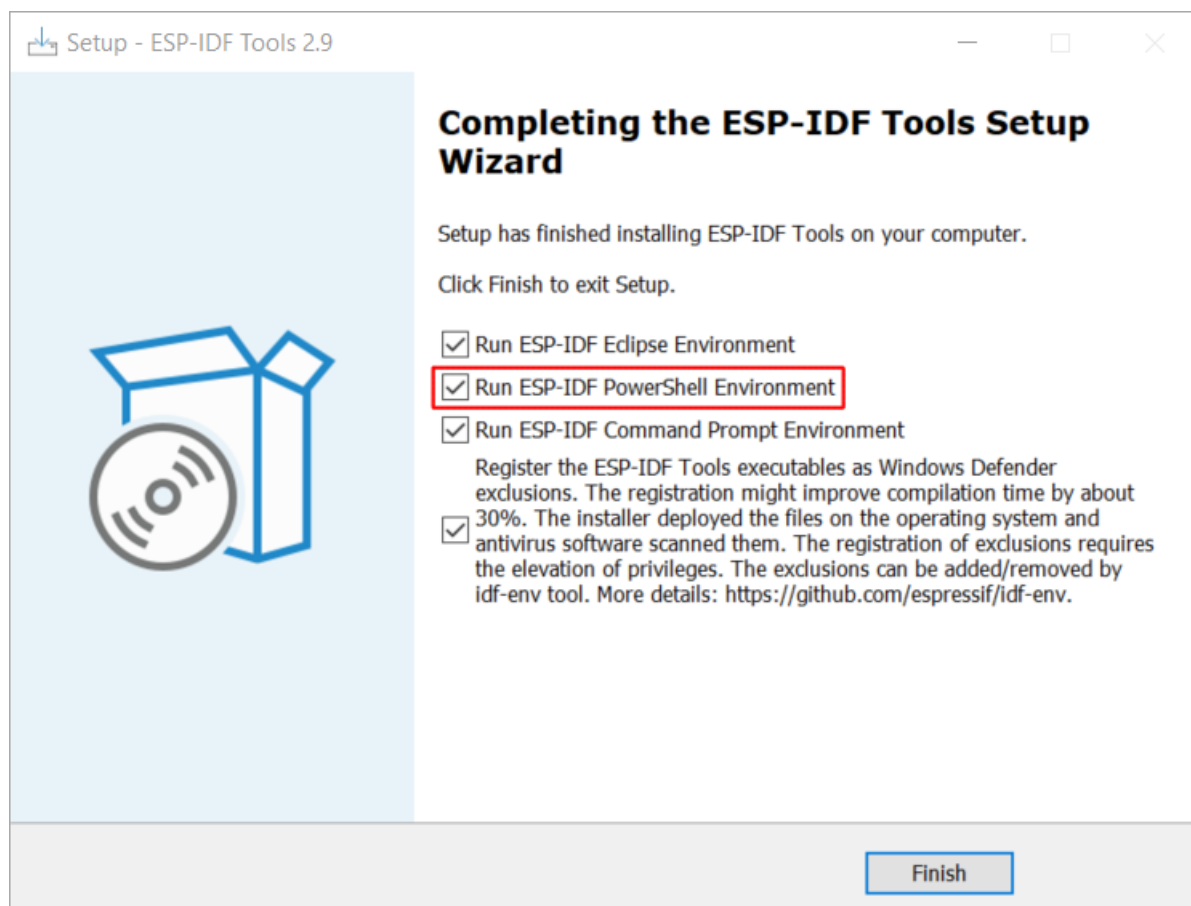 Setup - ESP-IDF Tools 2.9
Completing the ESP-IDF Tools Setup
Wizard
Setup has finished installing ESP-IDF Tools on your computer.
Click Finish to exit Setup.
Run ESP-IDF Eclipse Environment
Run ESP-IDF PowerShell Environment
Run ESP-IDF Command Prompt Environment
Register the ESP-IDF Tools executables as Windows Defender
exclusions. The registration might improve compilation time by about
30%. The installer deployed the files on the operating system and
antivirus software scanned them. The registration of exclusions requires
the elevation of privileges. The exclusions can be added/removed by
idf-env tool. More details: https://github.com/espressif/idf-env.
Finish